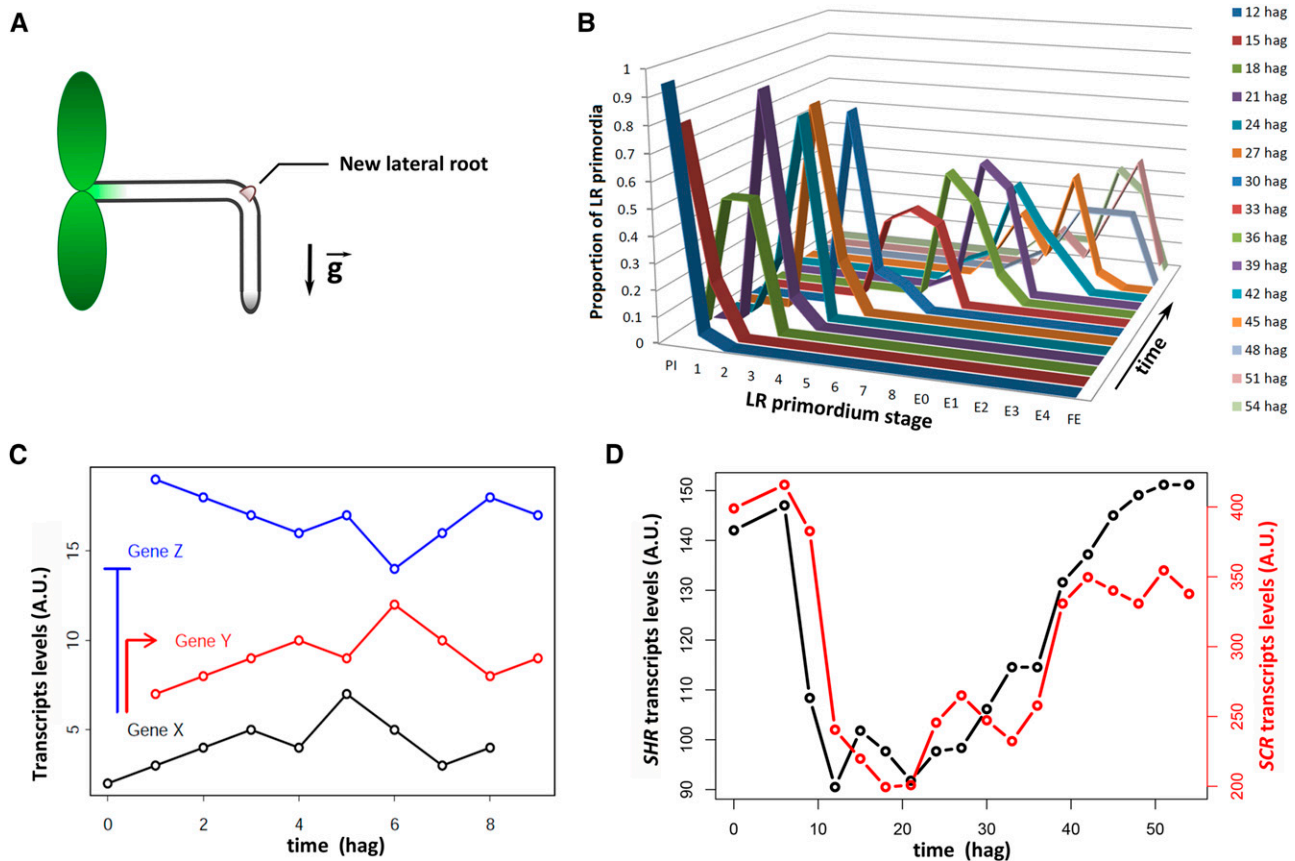 A
New lateral root
g
B
Proportion of LR primordia
1
0.9
0.8
0.7
0.6
0.5
0.4
0.3
0.2
0.1
0
PI 1 2 3 4 5 6 7 8 E0 E1 E2 E3 E4 FE
LR primordium stage
time
12 hag
15 hag
18 hag
21 hag
24 hag
27 hag
30 hag
33 hag
36 hag
39 hag
42 hag
45 hag
48 hag
51 hag
54 hag
C
Transcripts levels (A.U.)
15
10
5
Gene Z
Gene Y
Gene X
0 2 4 6 8
time (hag)
D
SHR transcripts levels (A.U.)
150
140
130
120
110
100
90
0 10 20 30 40 50
time (hag)
400
350
300
250
200
SCR transcripts levels (A.U.)